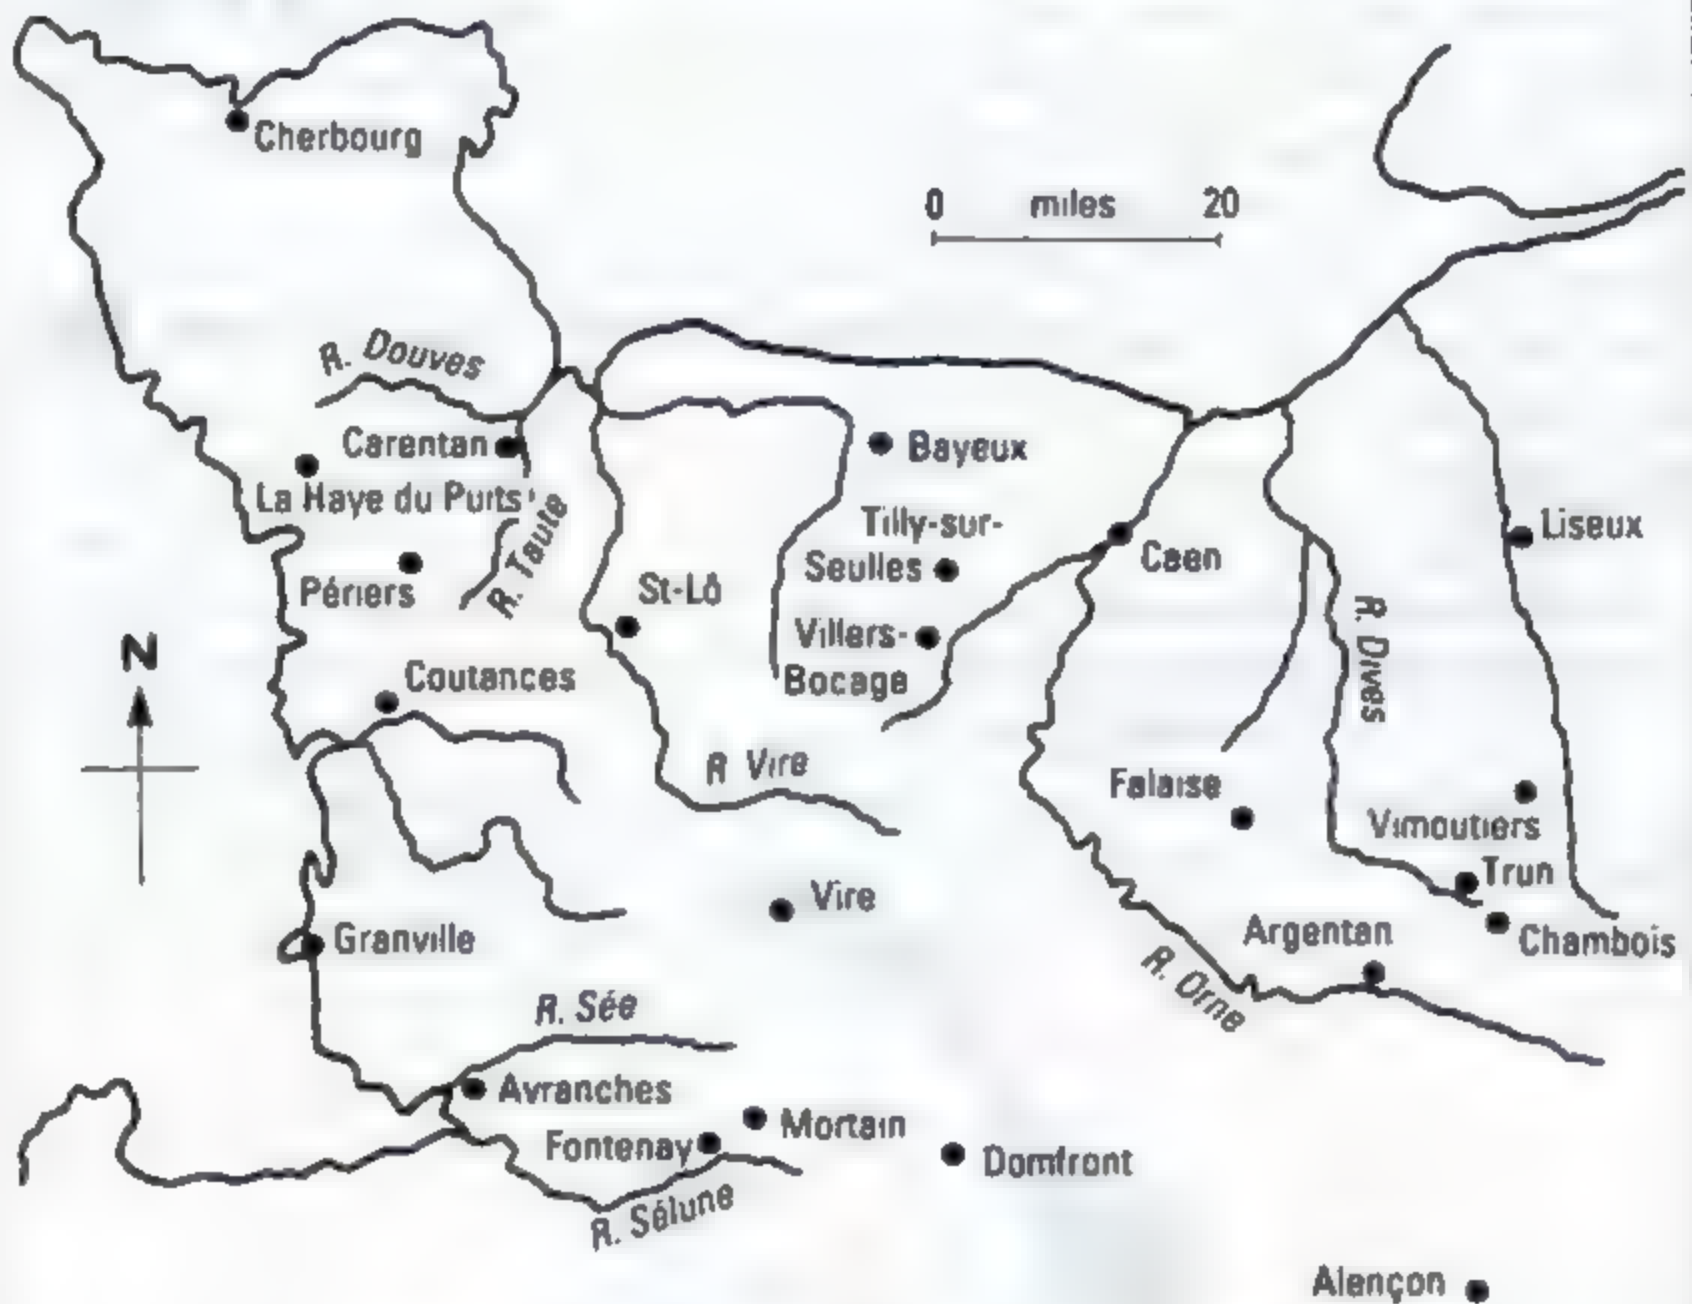 Cherbourg
0 miles 20
R. Douves
Carentan
Bayeux
La Haye du Puits
R. Taute
Tilly-sur-
Seulles
Caen
Liseux
Périers
St-Lô
Villers-
Bocage
R. Dives
N
Coutances
R Vire
Falaise
Vimoutiers
Trun
Vire
Argentan
Chambois
Granville
R. Orne
R. Sée
Avranches
Mortain
Fontenay
Domfront
R. Sélune
Alençon